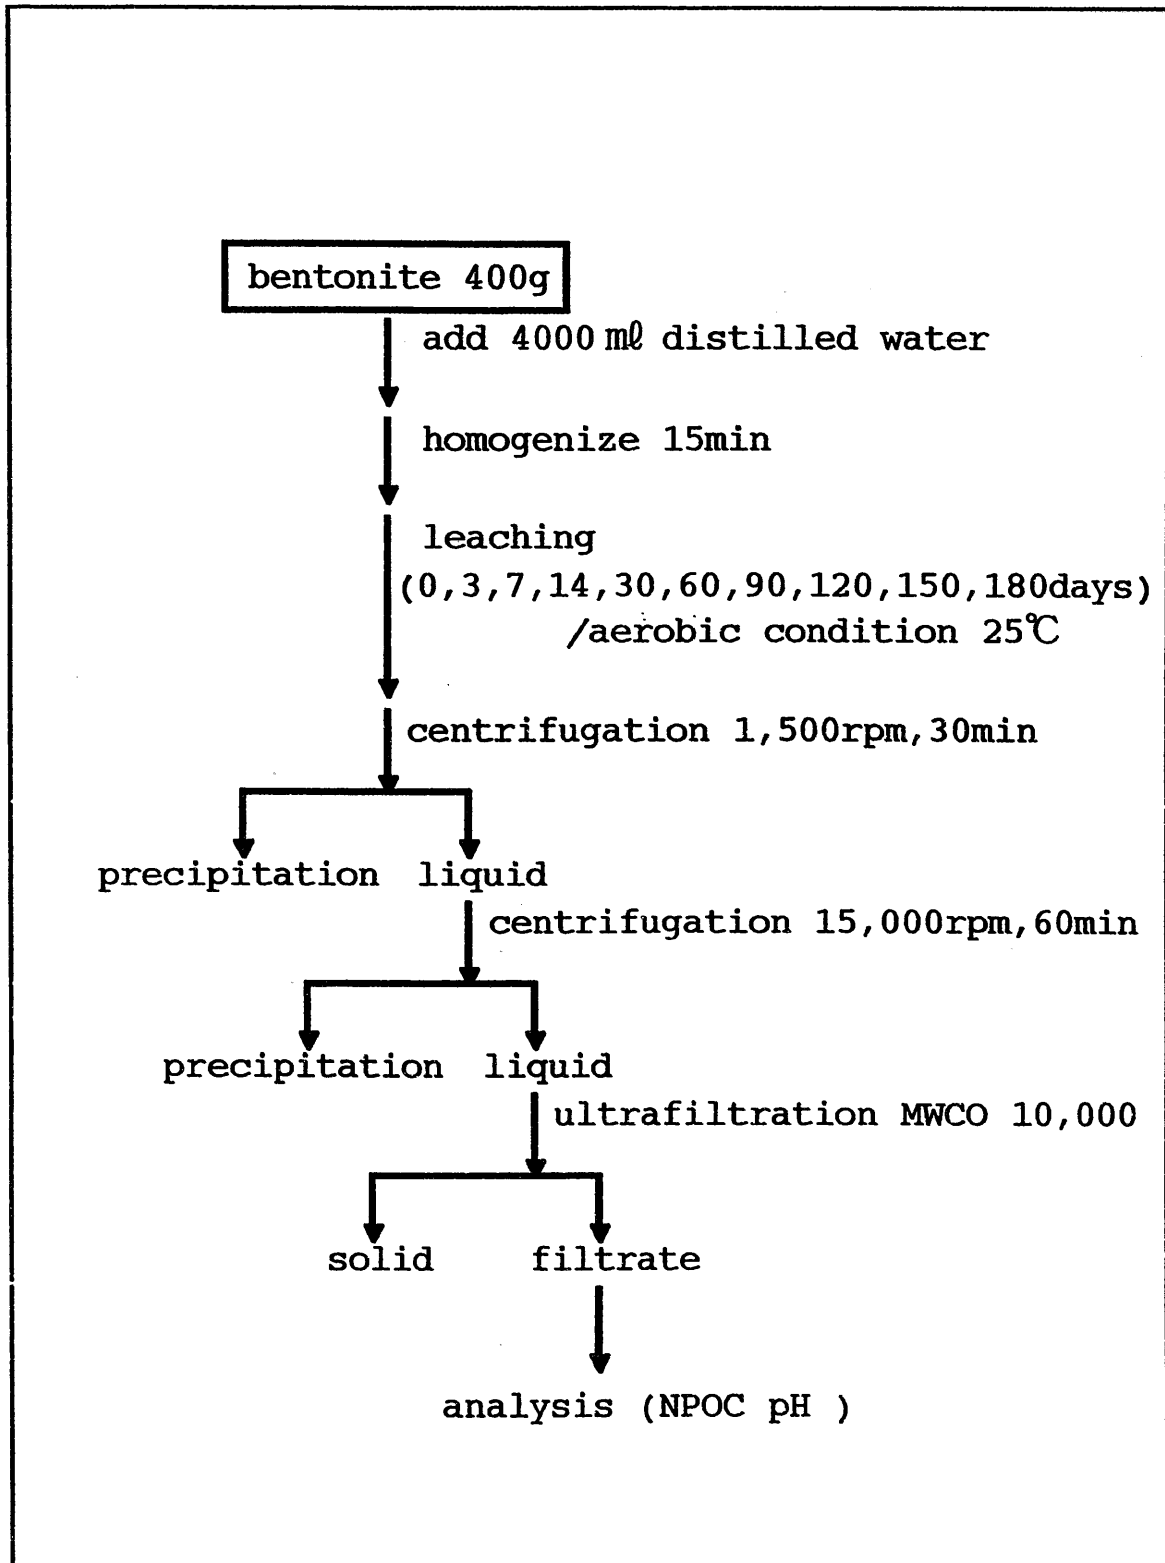 bentonite 400g
add 4000 mℓ distilled water
homogenize 15min
leaching
(0,3,7,14,30,60,90,120,150,180days)
/aerobic condition 25℃
centrifugation 1,500rpm,30min
precipitation liquid
centrifugation 15,000rpm,60min
precipitation liquid
ultrafiltration MWCO 10,000
solid filtrate
analysis (NPOC pH )